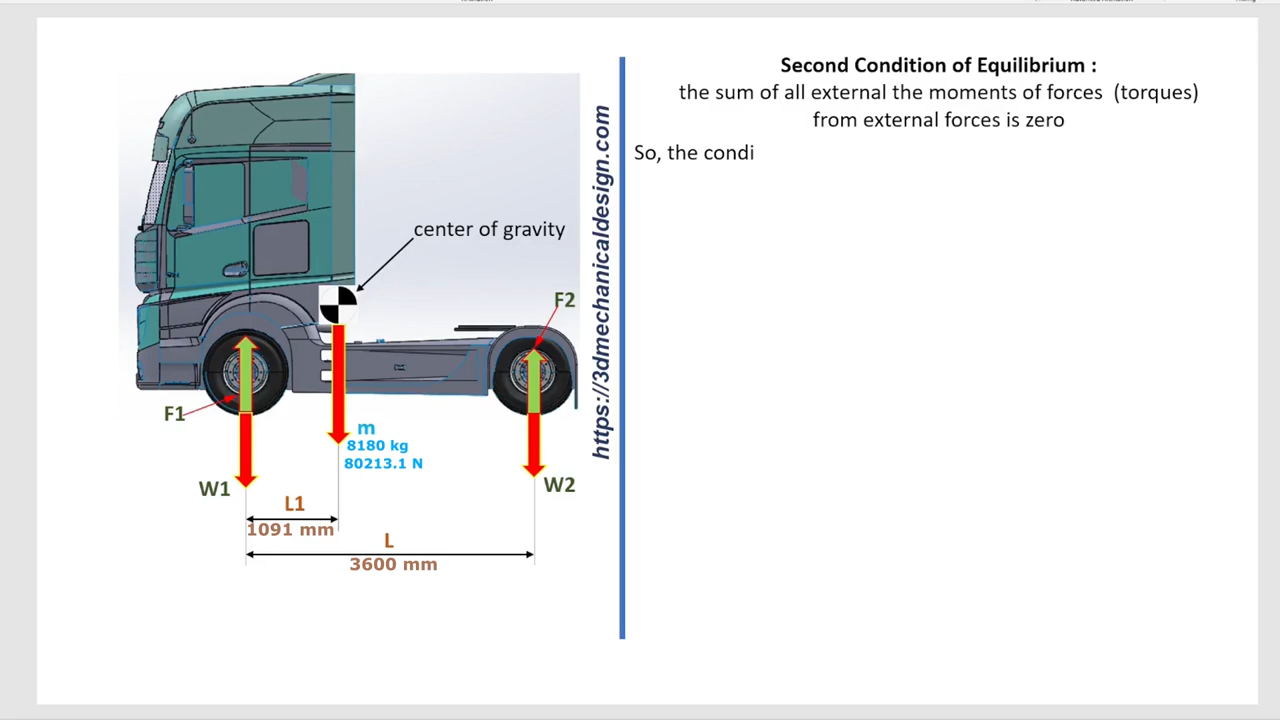 Second Condition of Equilibrium :
the sum of all external the moments of forces (torques)
from external forces is zero
So, the condi
https://3dmechanicaldesign.com
center of gravity
F2
F1
m
8180 kg
80213.1 N
W1
W2
L1
1091 mm
L
3600 mm